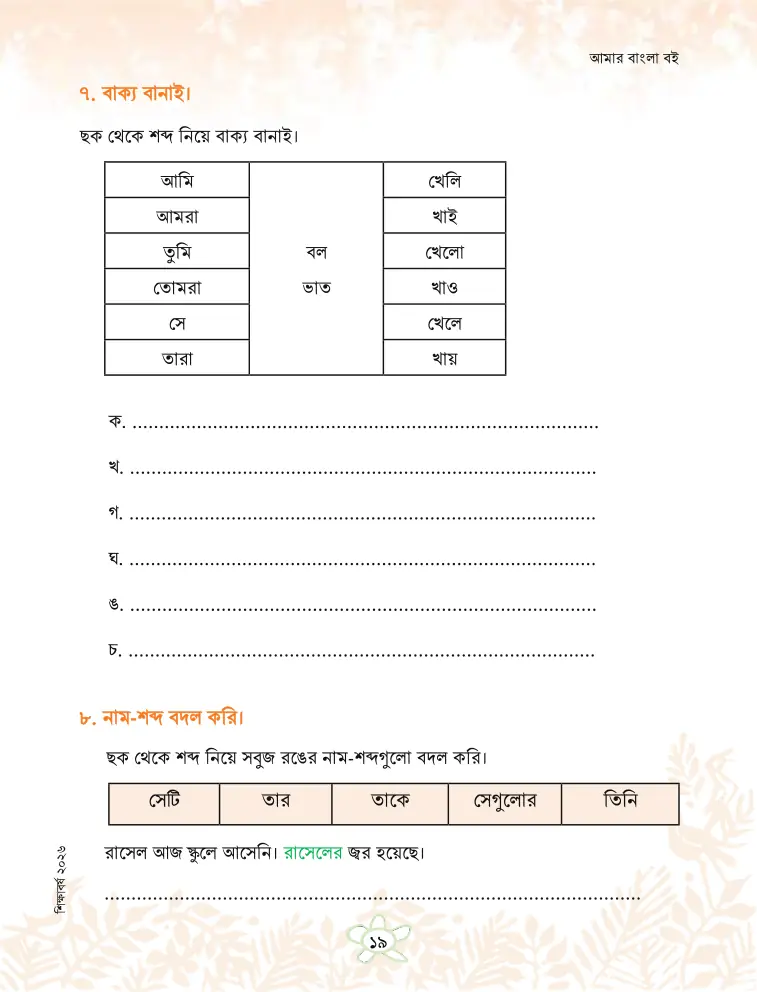 আমার বাংলা বই
৭. বাক্য বানাই।
ছক থেকে শব্দ নিয়ে বাক্য বানাই।
আমি খেলি
আমরা খাই
তুমি বল খেলো
তোমরা ভাত খাও
সে খেলে
তারা খায়
ক. ......................................................................................
খ. ......................................................................................
গ. ......................................................................................
ঘ. ......................................................................................
ঙ. ......................................................................................
চ. ......................................................................................
৮. নাম-শব্দ বদল করি।
ছক থেকে শব্দ নিয়ে সবুজ রঙের নাম-শব্দগুলো বদল করি।
সেটি তার তাকে সেগুলোর তিনি
রাসেল আজ স্কুলে আসেনি। রাসেলের জ্বর হয়েছে।
...................................................................................................
শিক্ষাবর্ষ ২০২৬
১৯